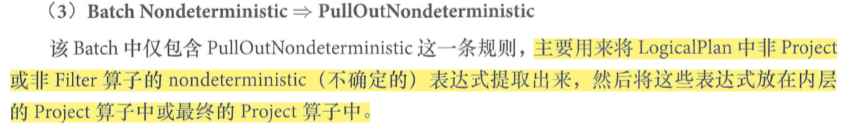 （3）Batch Nondeterministic ⇒ PullOutNondeterministic
该 Batch 中仅包含 PullOutNondeterministic 这一条规则，主要用来将 LogicalPlan 中非 Project
或非 Filter 算子的 nondeterministic（不确定的）表达式提取出来，然后将这些表达式放在内层
的 Project 算子中或最终的 Project 算子中。